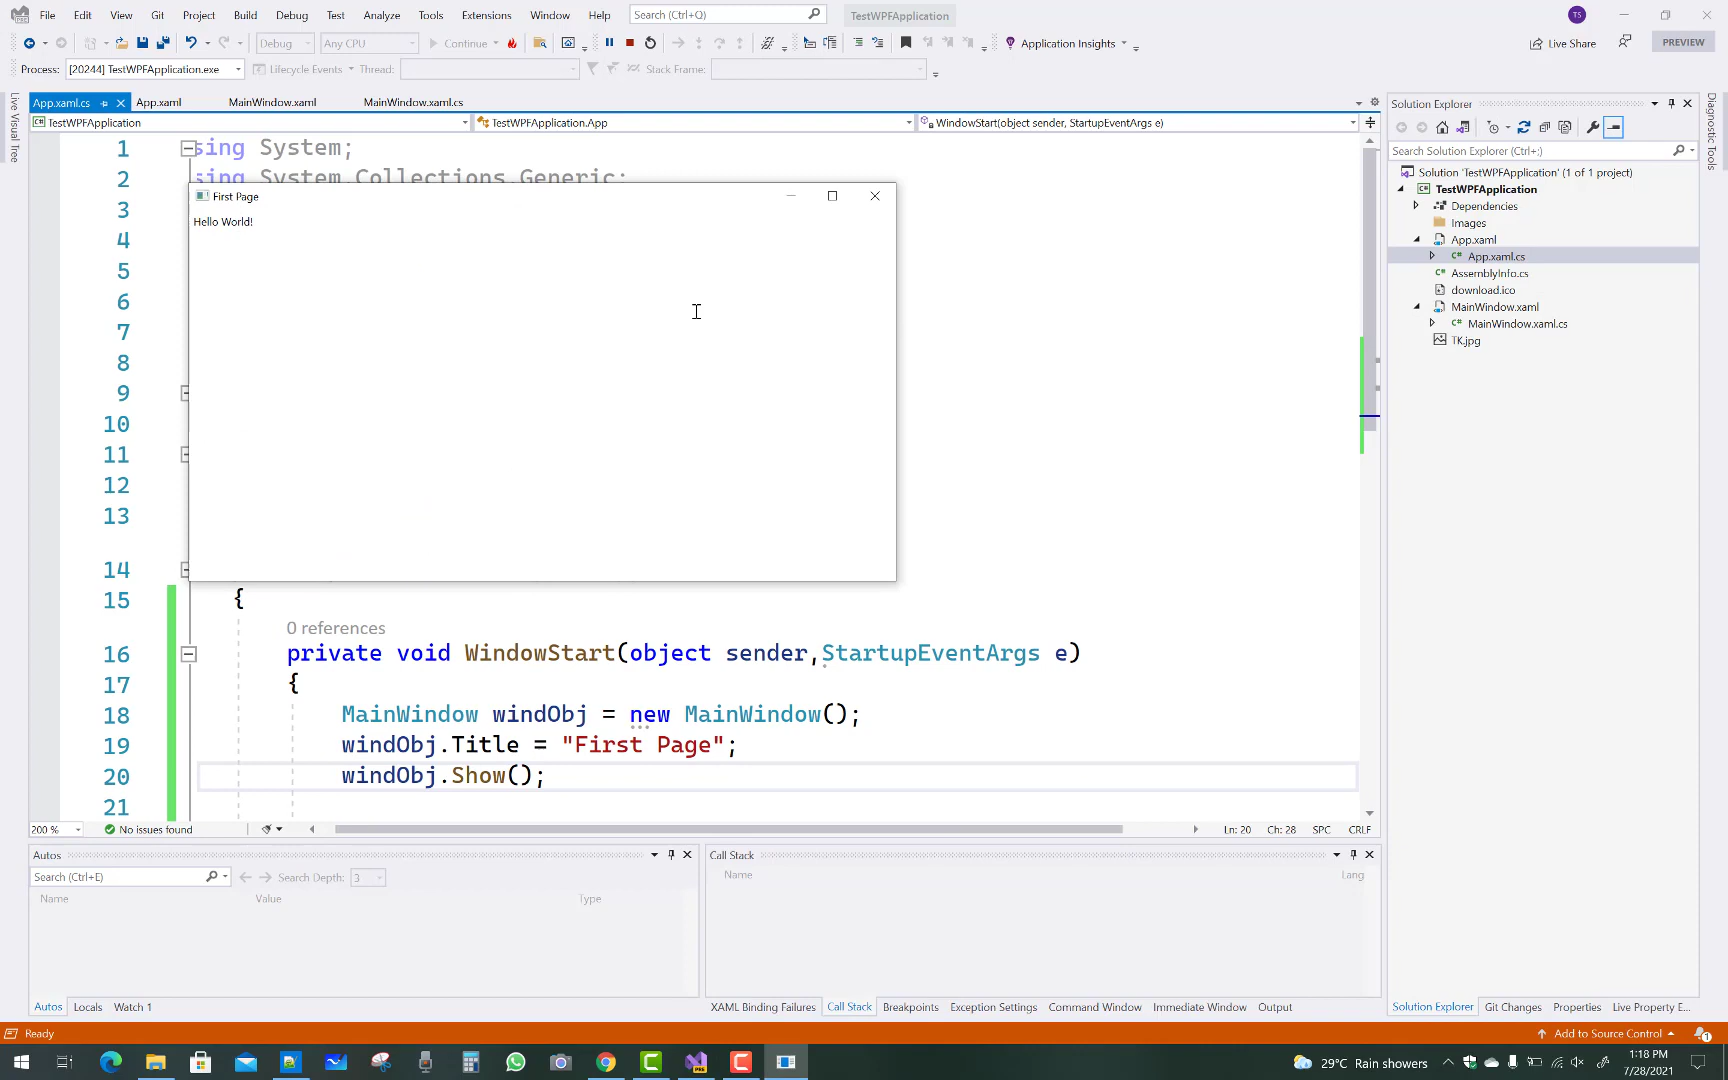 File Edit View Git Project Build Debug Test Analyze Tools Extensions Window Help Search (Ctrl+Q) TestWPFApplication TS
Debug Any CPU Continue Application Insights Live Share PREVIEW
Process: [20244] TestWPFApplication.exe Lifecycle Events Thread: Stack Frame:
Live Visual Tree
App.xaml.cs App.xaml MainWindow.xaml MainWindow.xaml.cs
TestWPFApplication TestWPFApplication.App WindowStart(object sender, StartupEventArgs e)
1 sing System;
2 sing System.Collections.Generic;
3
4
5
6
7
8
9
10
11
12
13
14
First Page
Hello World!
15 {
0 references
16 private void WindowStart(object sender,StartupEventArgs e)
17 {
18 MainWindow windObj = new MainWindow();
19 windObj.Title = "First Page";
20 windObj.Show();
21
200 % No issues found Ln: 20 Ch: 28 SPC CRLF
Autos
Search (Ctrl+E) Search Depth: 3
Name Value Type
Autos Locals Watch 1
Call Stack
Name Lang
XAML Binding Failures Call Stack Breakpoints Exception Settings Command Window Immediate Window Output
Solution Explorer
Search Solution Explorer (Ctrl+;)
Solution 'TestWPFApplication' (1 of 1 project)
TestWPFApplication
Dependencies
Images
App.xaml
C# App.xaml.cs
C# AssemblyInfo.cs
download.ico
MainWindow.xaml
C# MainWindow.xaml.cs
TK.jpg
Solution Explorer Git Changes Properties Live Property E...
Diagnostic Tools
Ready Add to Source Control 1
29°C Rain showers 1:18 PM
7/28/2021